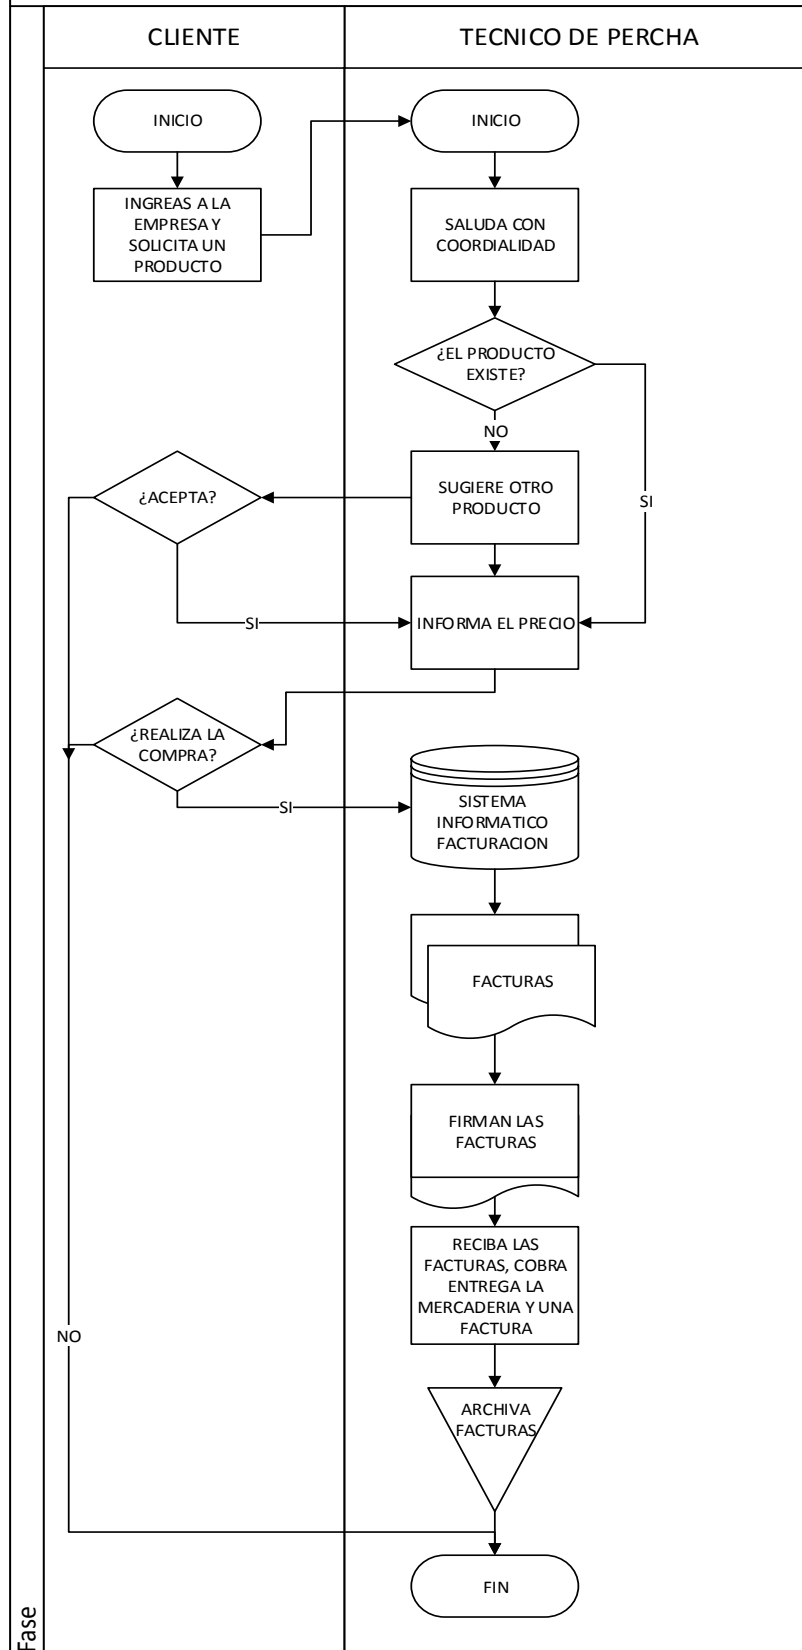 CLIENTE
TECNICO DE PERCHA
INICIO
INICIO
INGREAS A LA
EMPRESA Y
SOLICITA UN
PRODUCTO
SALUDA CON
COORDIALIDAD
¿EL PRODUCTO
EXISTE?
NO
SI
SUGIERE OTRO
PRODUCTO
¿ACEPTA?
SI
INFORMA EL PRECIO
¿REALIZA LA
COMPRA?
SI
SISTEMA
INFORMATICO
FACTURACION
FACTURAS
FIRMAN LAS
FACTURAS
RECIBA LAS
FACTURAS, COBRA
ENTREGA LA
MERCADERIA Y UNA
FACTURA
NO
ARCHIVA
FACTURAS
FIN
Fase